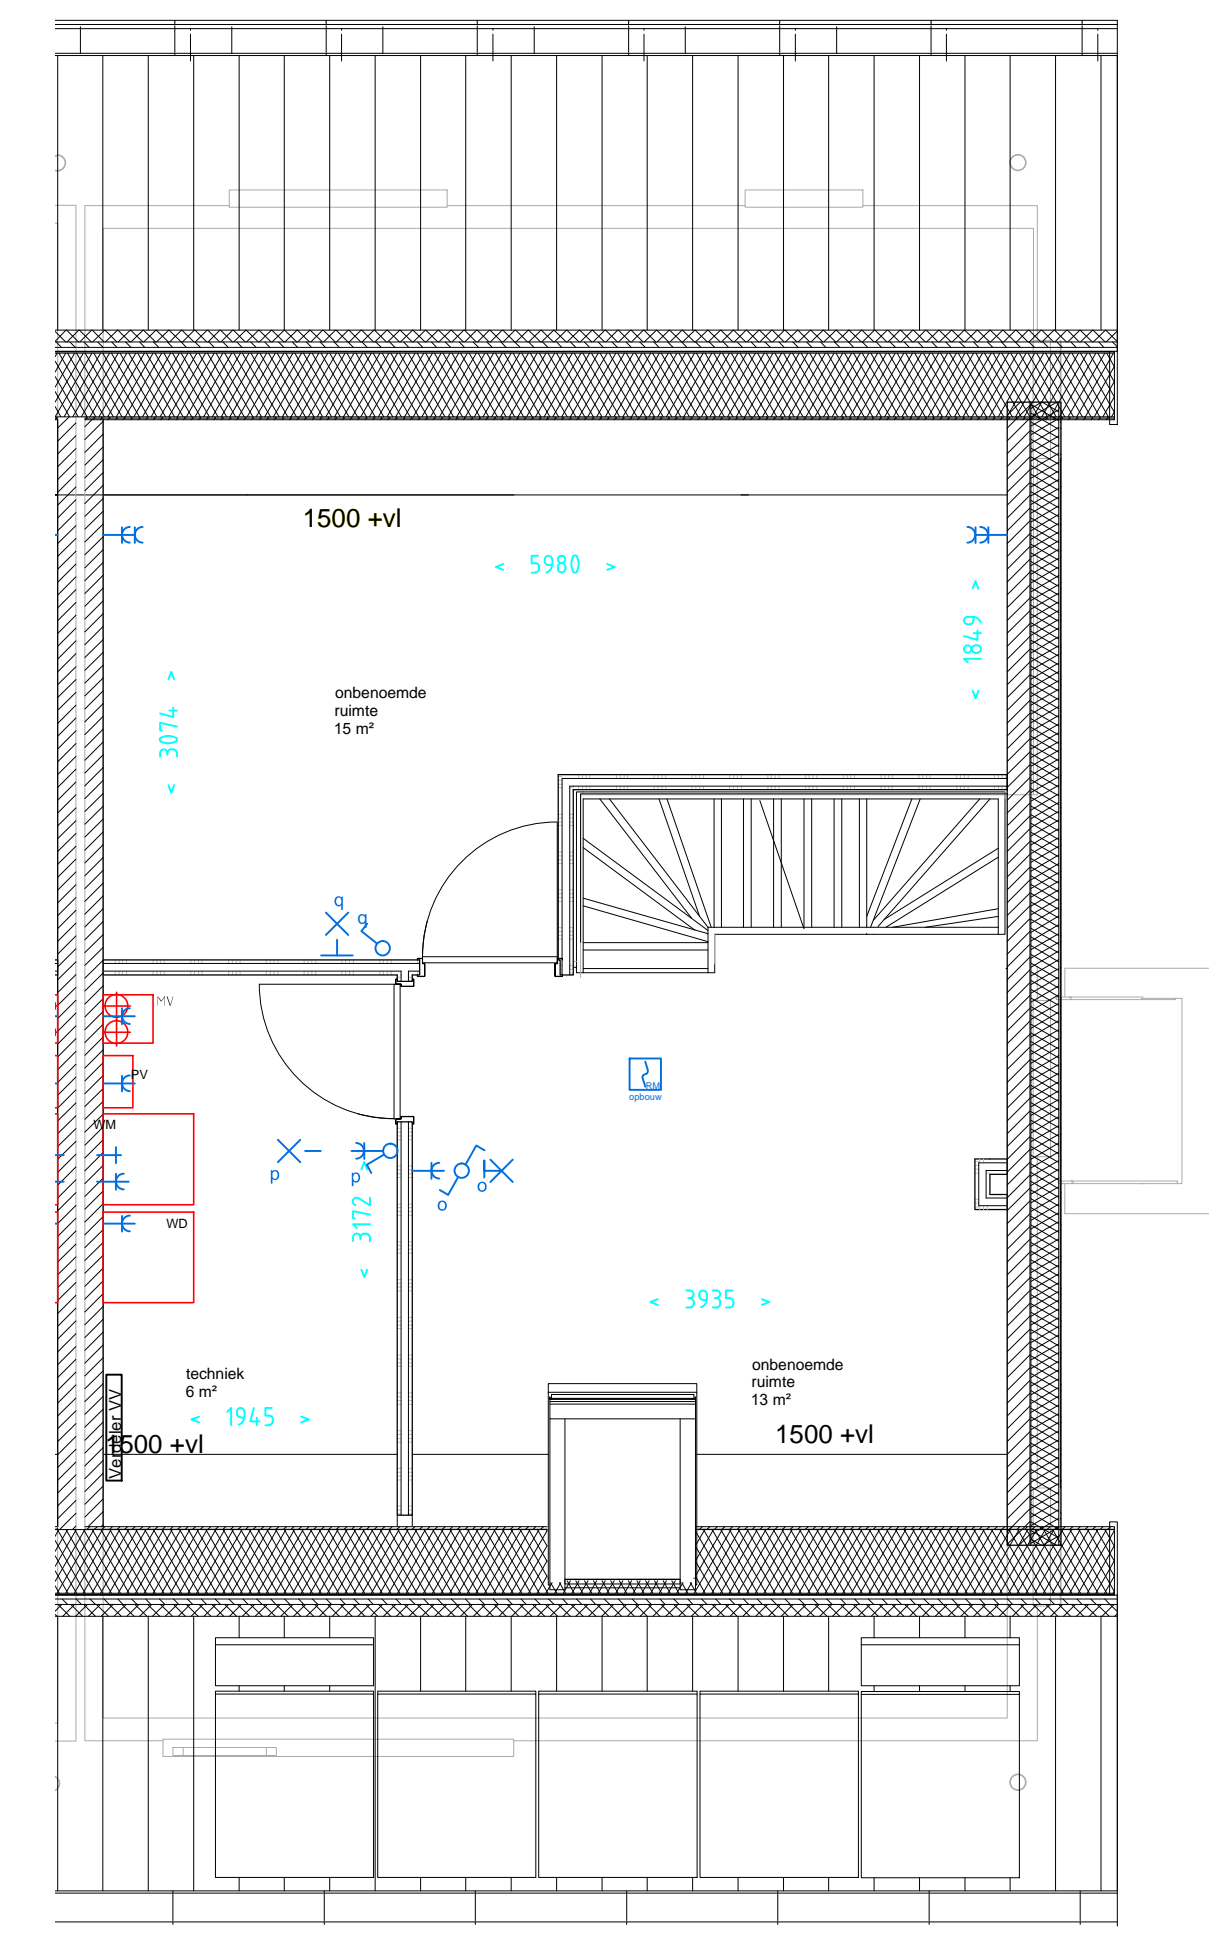 1500 +vl
5980
1849
onbenoemde
ruimte
15 m²
3074
q
q
MV
PV
WM
RM
opbouw
p
p
o
o
3172
WD
3935
techniek
6 m²
onbenoemde
ruimte
13 m²
1945
Verdeler VV
1500 +vl
1500 +vl